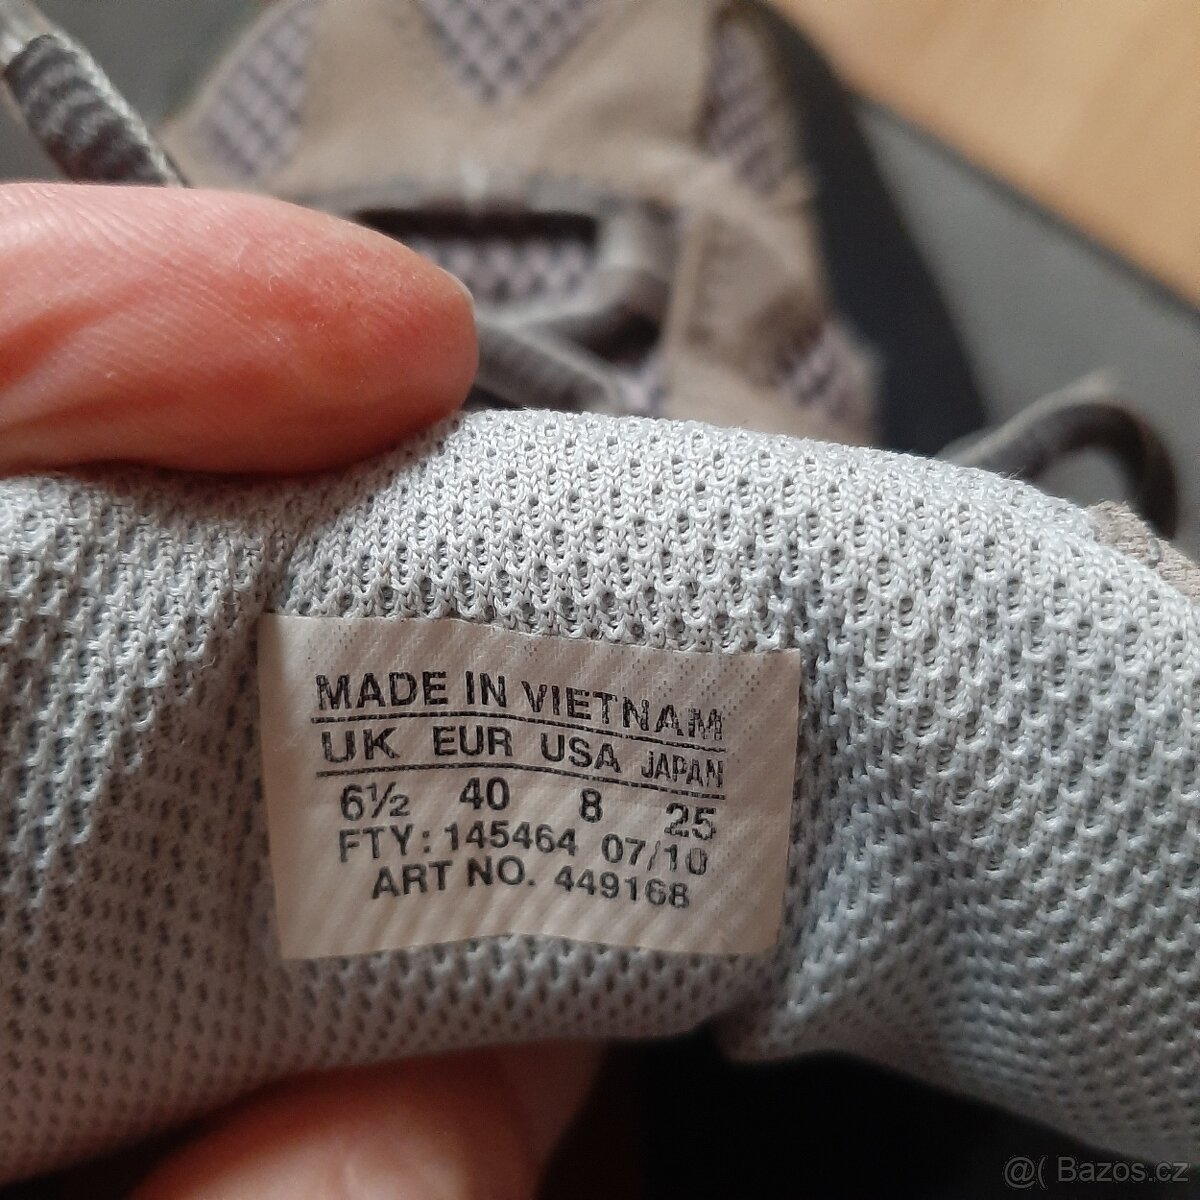 MADE IN VIETNAM
UK EUR USA JAPAN
6½ 40 8 25
FTY: 145464 07/10
ART NO. 449168
@( Bazos.cz